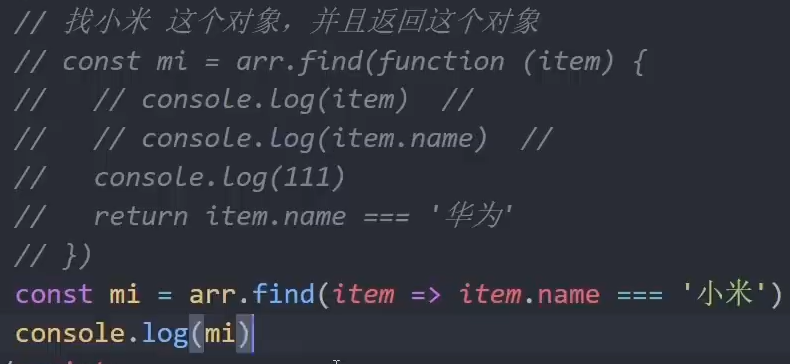 // 找小米 这个对象，并且返回这个对象
// const mi = arr.find(function (item) {
//   // console.log(item)  //
//   // console.log(item.name)  //
//   console.log(111)
//   return item.name === '华为'
// })
const mi = arr.find(item => item.name === '小米')
console.log(mi)